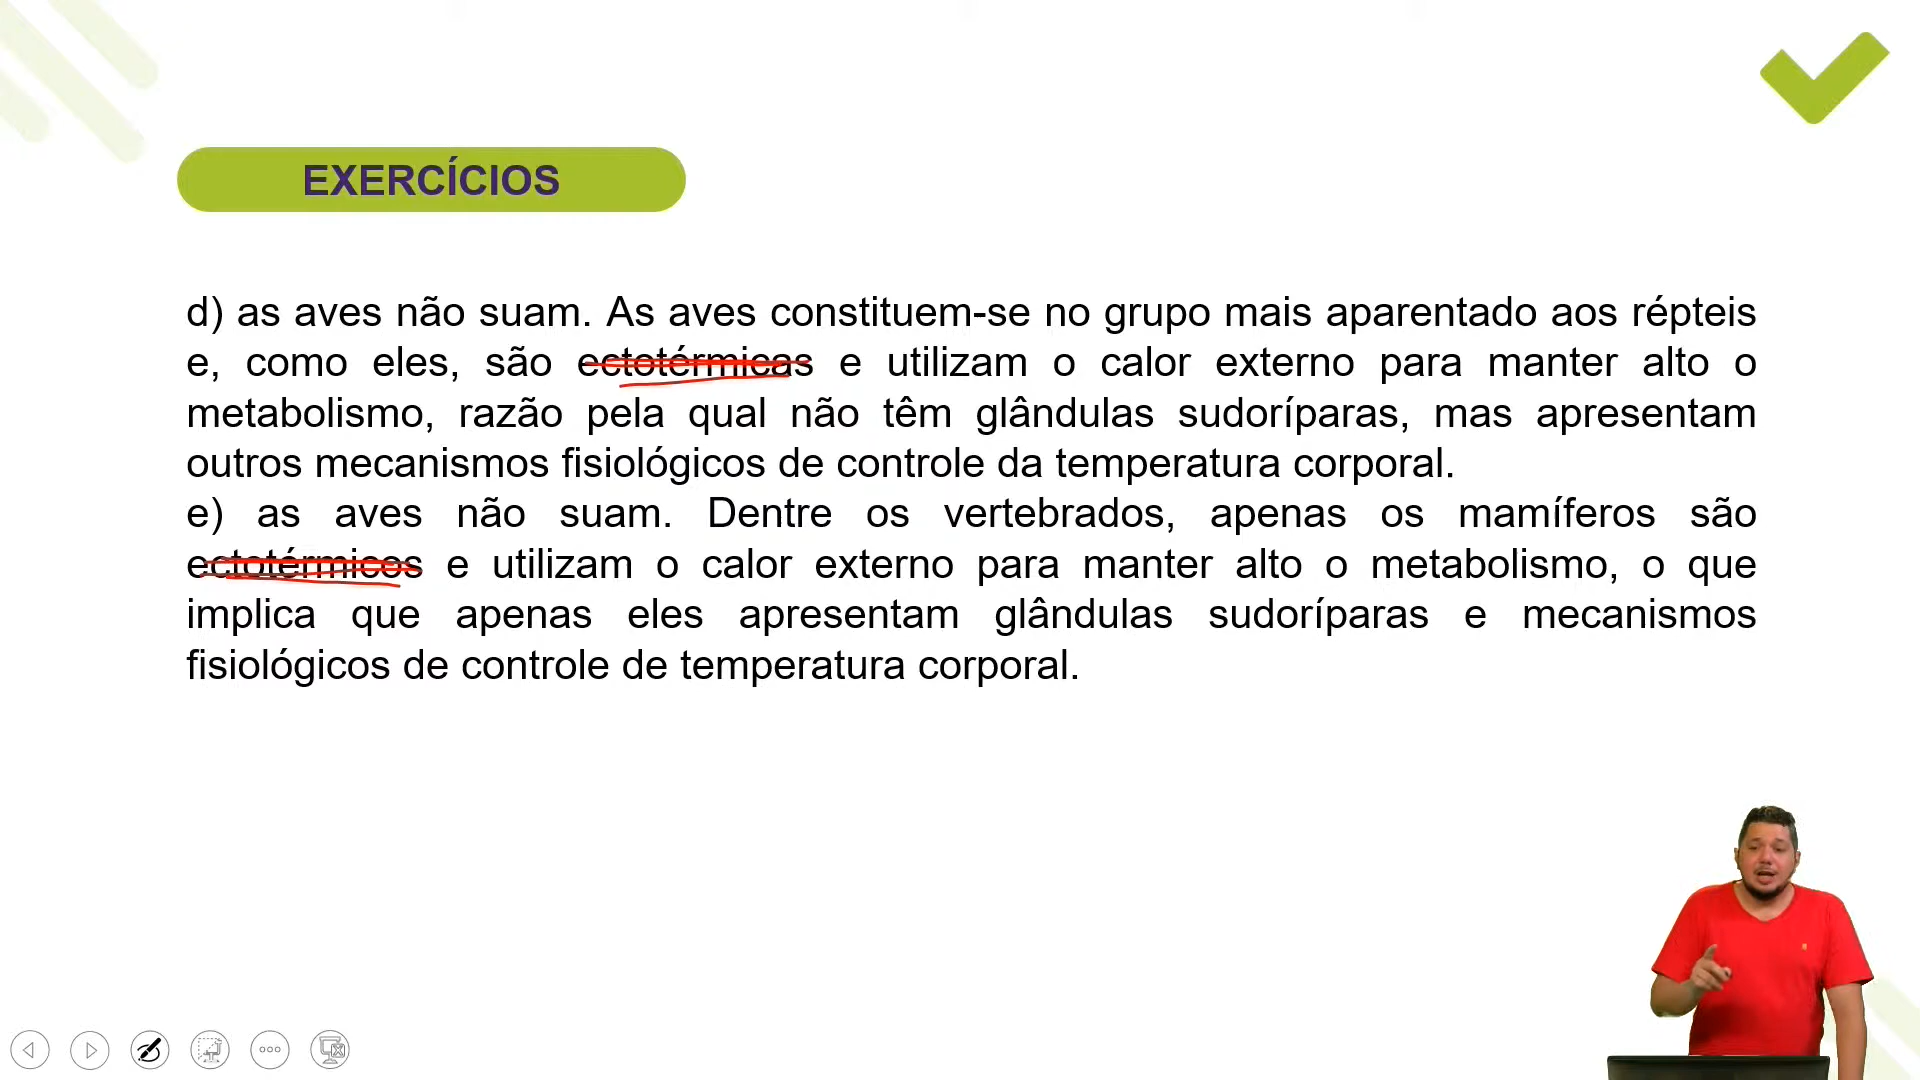 EXERCÍCIOS
d) as aves não suam. As aves constituem-se no grupo mais aparentado aos répteis
e, como eles, são ectotérmicas e utilizam o calor externo para manter alto o
metabolismo, razão pela qual não têm glândulas sudoríparas, mas apresentam
outros mecanismos fisiológicos de controle da temperatura corporal.
e) as aves não suam. Dentre os vertebrados, apenas os mamíferos são
ectotérmicos e utilizam o calor externo para manter alto o metabolismo, o que
implica que apenas eles apresentam glândulas sudoríparas e mecanismos
fisiológicos de controle de temperatura corporal.